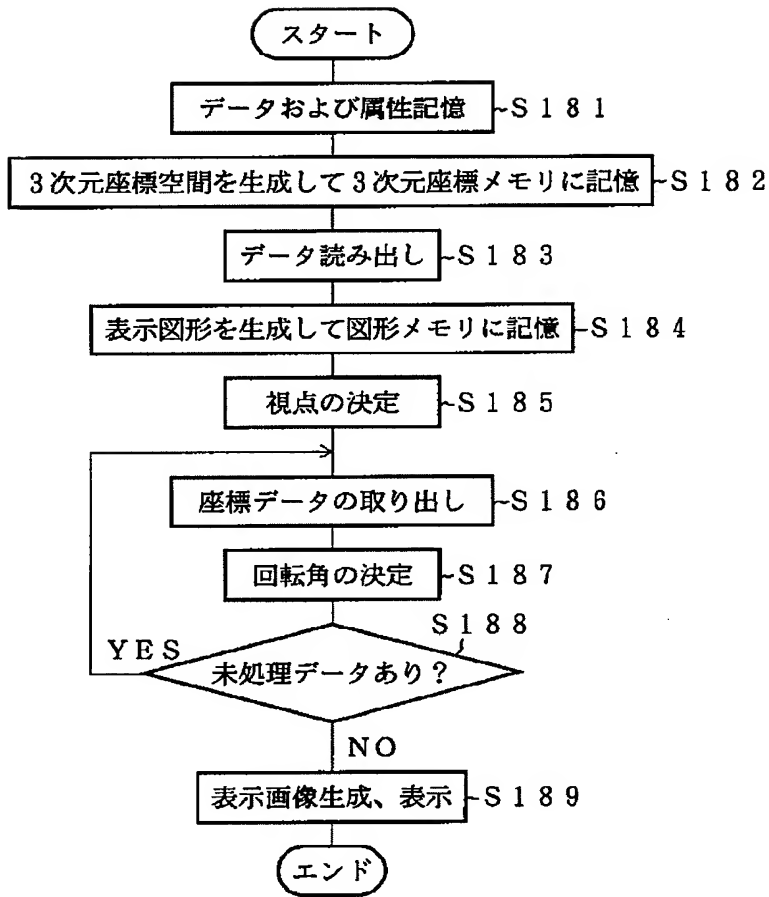 スタート
データおよび属性記憶 ~S181
3次元座標空間を生成して3次元座標メモリに記憶 ~S182
データ読み出し ~S183
表示図形を生成して図形メモリに記憶 ~S184
視点の決定 ~S185
座標データの取り出し ~S186
回転角の決定 ~S187
S188
YES
未処理データあり?
NO
表示画像生成、表示 ~S189
エンド